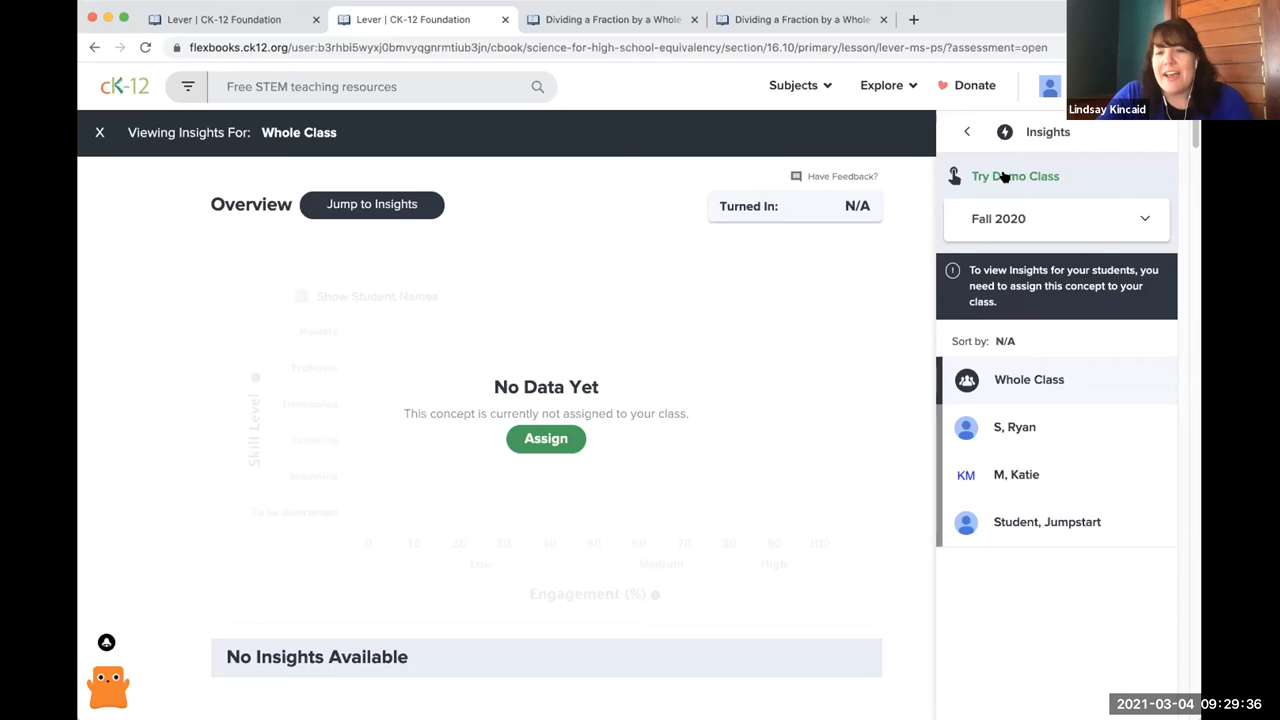 Lever | CK-12 Foundation
Lever | CK-12 Foundation
Dividing a Fraction by a Whole
Dividing a Fraction by a Whole
flexbooks.ck12.org/user:b3rhbi5wyxj0bmvyqgnrmtiub3jn/cbook/science-for-high-school-equivalency/section/16.10/primary/lesson/lever-ms-ps/?assessment=open
cK-12
Free STEM teaching resources
Subjects
Explore
Donate
Lindsay Kincaid
X Viewing Insights For: Whole Class
Insights
Have Feedback?
Try Demo Class
Overview
Jump to Insights
Turned In: N/A
Fall 2020
To view Insights for your students, you
need to assign this concept to your
class.
Show Student Names
Sort by: N/A
Whole Class
S, Ryan
KM M, Katie
Student, Jumpstart
Skill Level
Developing
Beginning
To be determined
No Data Yet
This concept is currently not assigned to your class.
Assign
0 10 20 30 40 50 60 70 80 90 100
Low Medium High
Engagement (%)
No Insights Available
2021-03-04 09:29:36